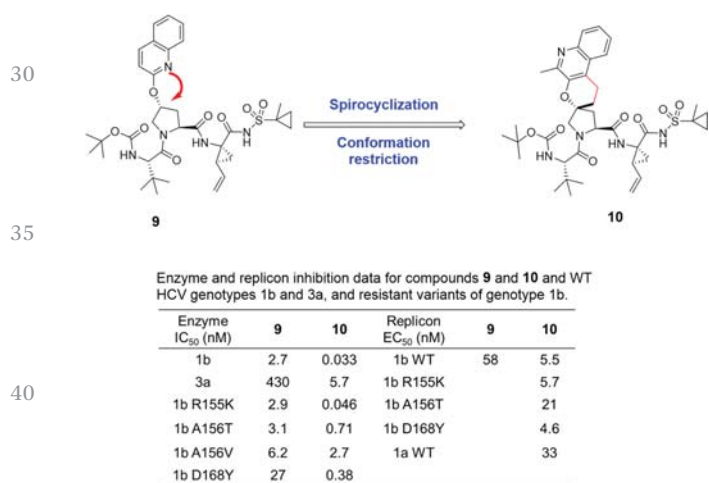 30
Spirocyclization
Conformation
restriction
9
10
35
Enzyme and replicon inhibition data for compounds 9 and 10 and WT
HCV genotypes 1b and 3a, and resistant variants of genotype 1b.
Enzyme IC50 (nM) 9 10 Replicon EC50 (nM) 9 10
1b 2.7 0.033 1b WT 58 5.5
3a 430 5.7 1b R155K 5.7
40
1b R155K 2.9 0.046 1b A156T 21
1b A156T 3.1 0.71 1b D168Y 4.6
1b A156V 6.2 2.7 1a WT 33
1b D168Y 27 0.38